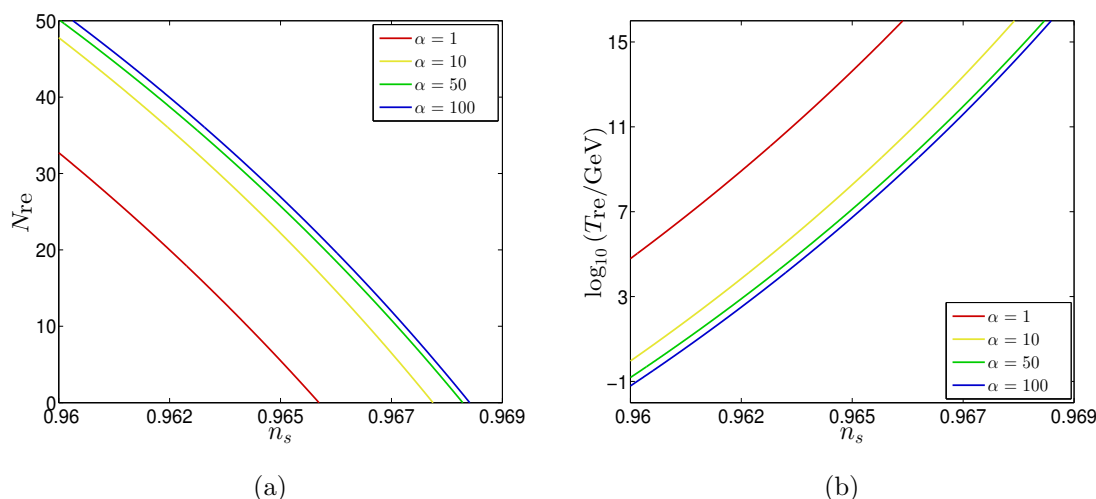 50
40
30
20
10
0
N_re
0.96
0.962
0.965
0.967
0.969
n_s
α = 1
α = 10
α = 50
α = 100
(a)
15
11
7
3
−1
log₁₀ (T_re/GeV)
0.96
0.962
0.965
0.967
0.969
n_s
α = 1
α = 10
α = 50
α = 100
(b)